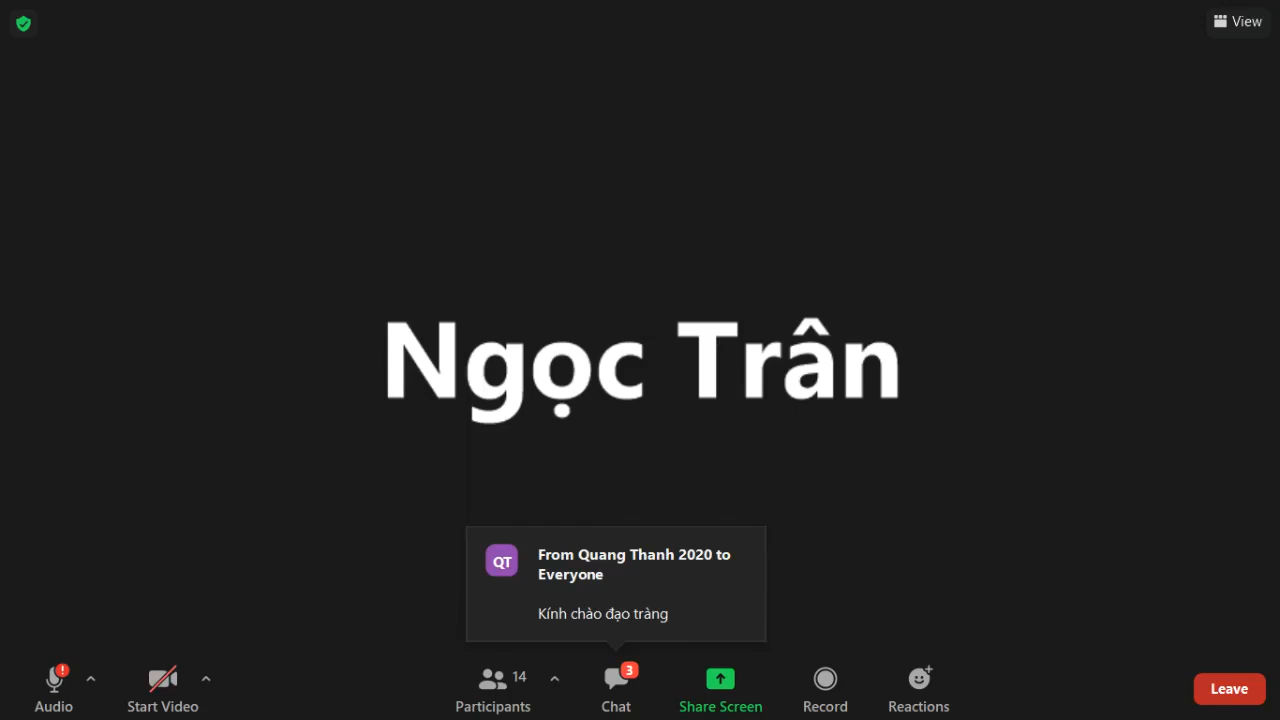 View
Ngọc Trân
QT
From Quang Thanh 2020 to
Everyone
Kính chào đạo tràng
!
14
3
Audio
Start Video
Participants
Chat
Share Screen
Record
Reactions
Leave